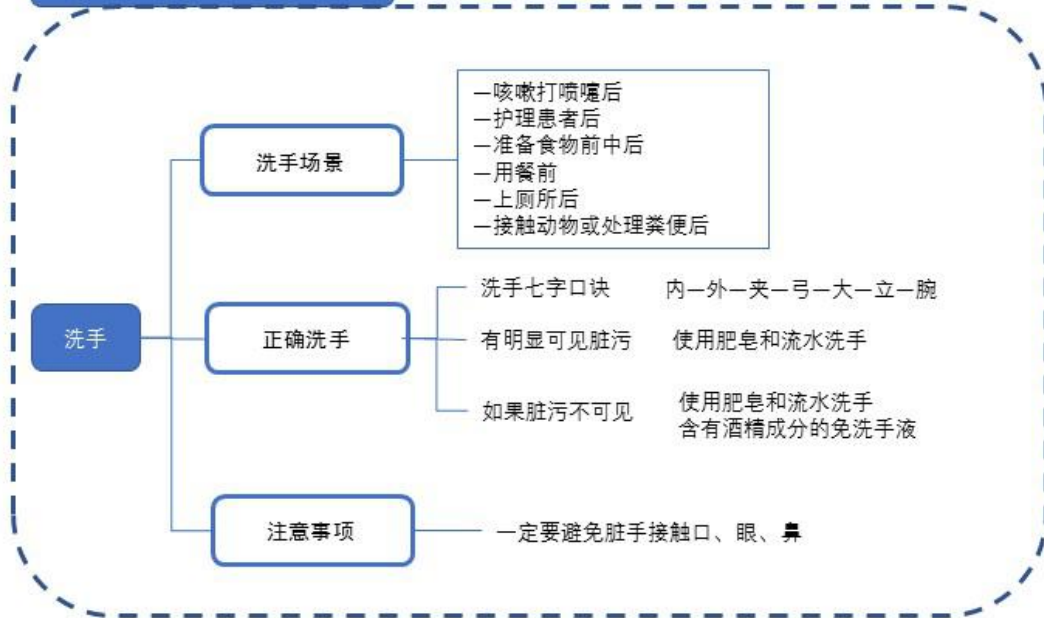 洗手
洗手场景
—咳嗽打喷嚏后
—护理患者后
—准备食物前中后
—用餐前
—上厕所后
—接触动物或处理粪便后
正确洗手
洗手七字口诀 内—外—夹—弓—大—立—腕
有明显可见脏污 使用肥皂和流水洗手
如果脏污不可见 使用肥皂和流水洗手
含有酒精成分的免洗手液
注意事项
一定要避免脏手接触口、眼、鼻